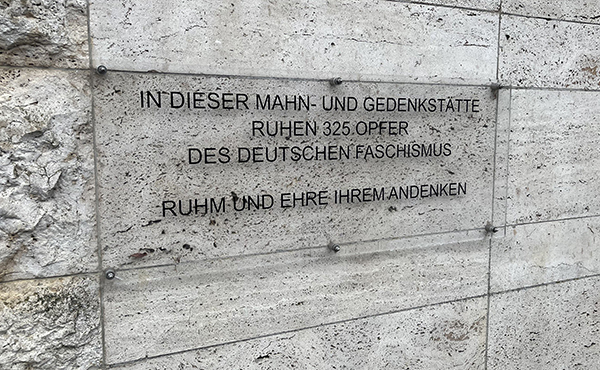 IN DIESER MAHN- UND GEDENKSTÄTTE
RUHEN 325 OPFER
DES DEUTSCHEN FASCHISMUS
RUHM UND EHRE IHREM ANDENKEN